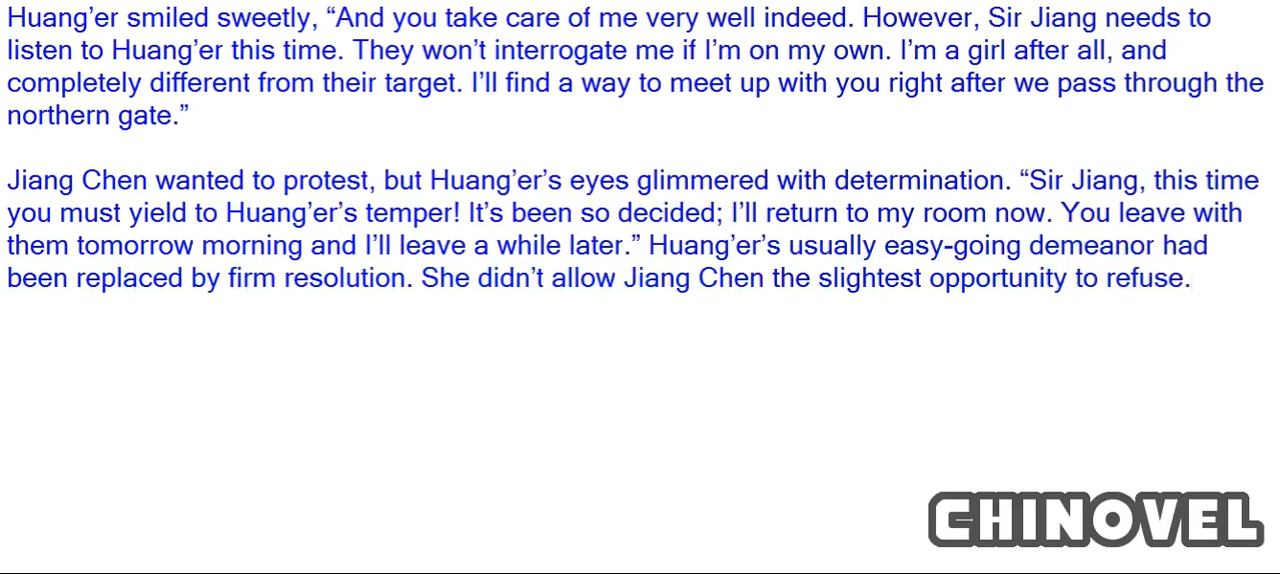 Huang’er smiled sweetly, “And you take care of me very well indeed. However, Sir Jiang needs to
listen to Huang’er this time. They won’t interrogate me if I’m on my own. I’m a girl after all, and
completely different from their target. I’ll find a way to meet up with you right after we pass through the
northern gate.”
Jiang Chen wanted to protest, but Huang’er’s eyes glimmered with determination. “Sir Jiang, this time
you must yield to Huang’er’s temper! It’s been so decided; I’ll return to my room now. You leave with
them tomorrow morning and I’ll leave a while later.” Huang’er’s usually easy-going demeanor had
been replaced by firm resolution. She didn’t allow Jiang Chen the slightest opportunity to refuse.
CHINOVEL